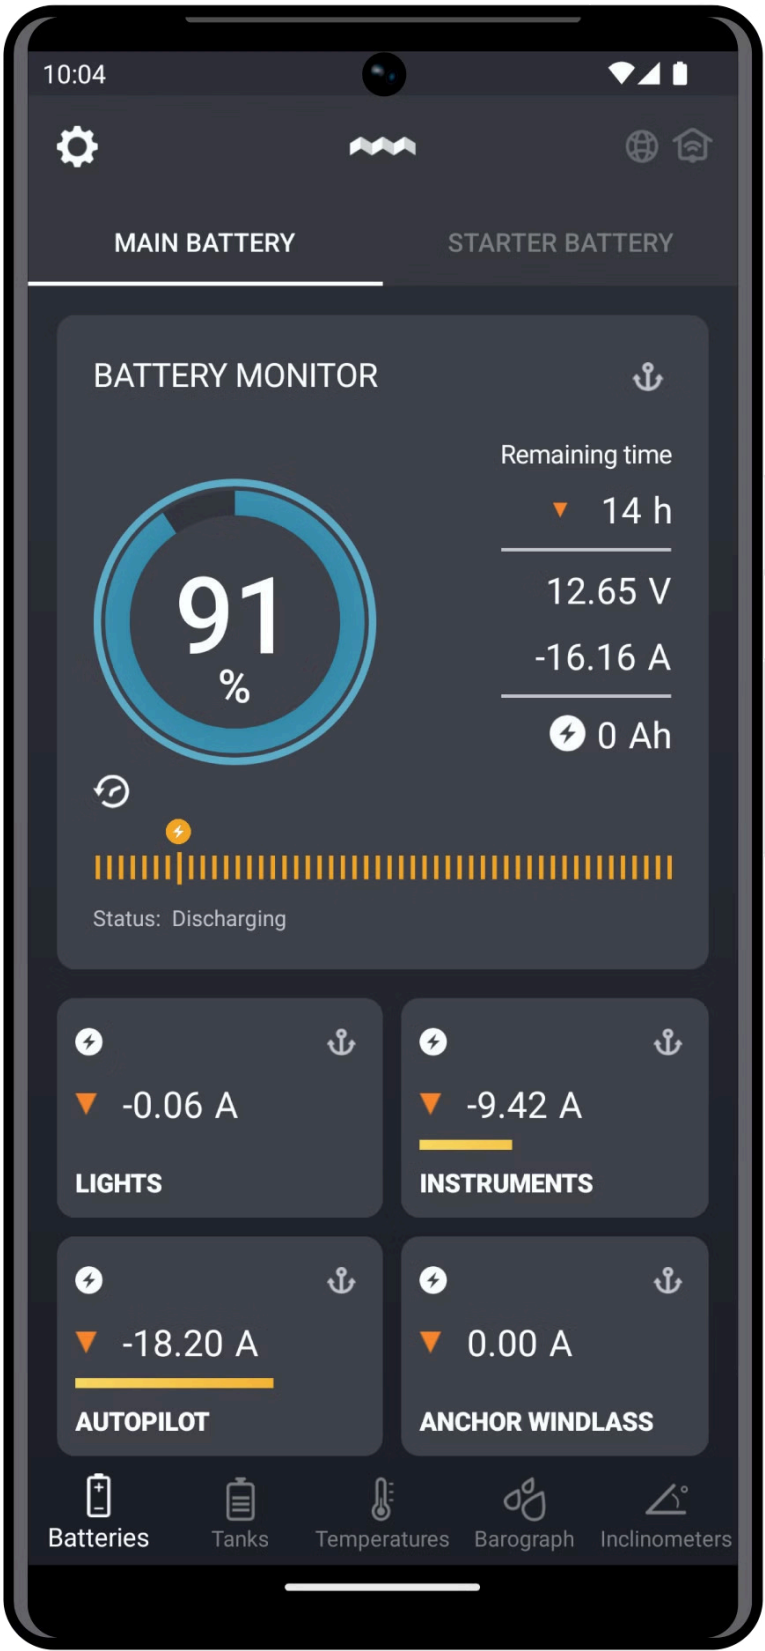 10:04
MAIN BATTERY
STARTER BATTERY
BATTERY MONITOR
Remaining time
14 h
12.65 V
-16.16 A
0 Ah
91
%
Status: Discharging
-0.06 A
LIGHTS
-9.42 A
INSTRUMENTS
-18.20 A
AUTOPILOT
0.00 A
ANCHOR WINDLASS
Batteries
Tanks
Temperatures
Barograph
Inclinometers